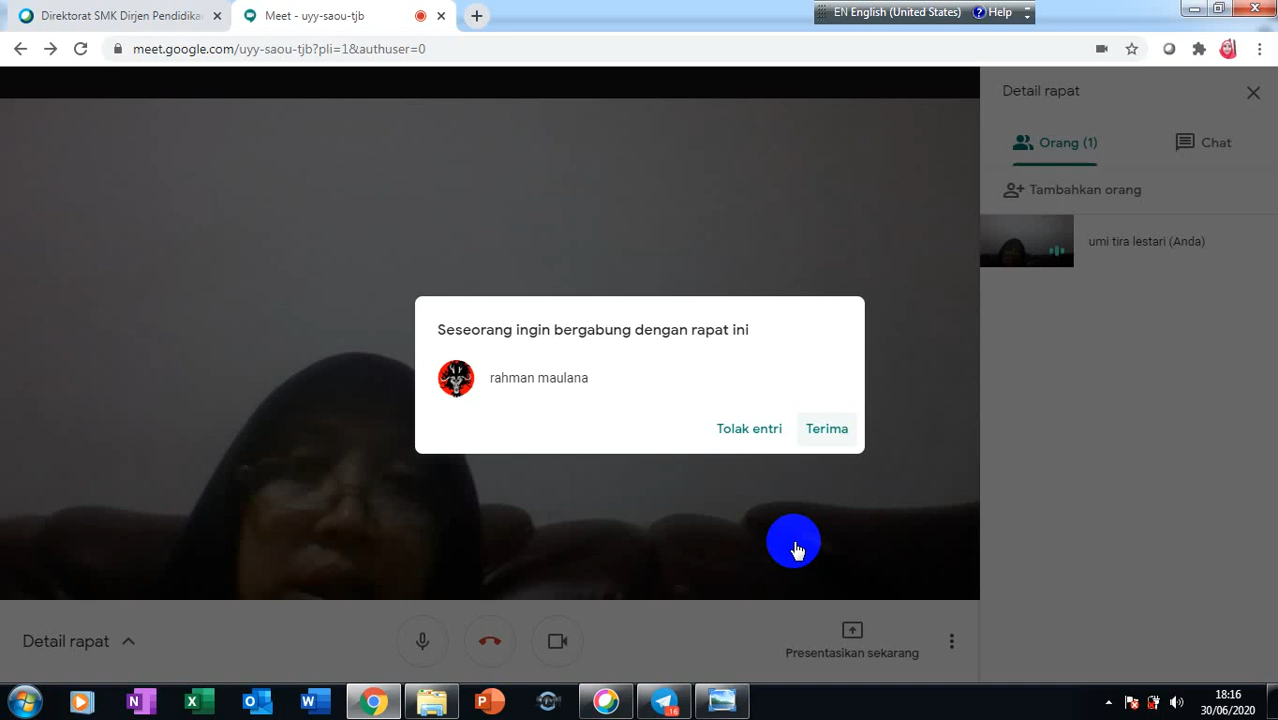 Direktorat SMK Dirjen Pendidika
Meet - uyy-saou-tjb
EN English (United States)
Help
meet.google.com/uyy-saou-tjb?pli=1&authuser=0
Detail rapat
Orang (1)
Chat
Tambahkan orang
umi tira lestari (Anda)
Seseorang ingin bergabung dengan rapat ini
rahman maulana
Tolak entri
Terima
Detail rapat
Presentasikan sekarang
16
18:16
30/06/2020